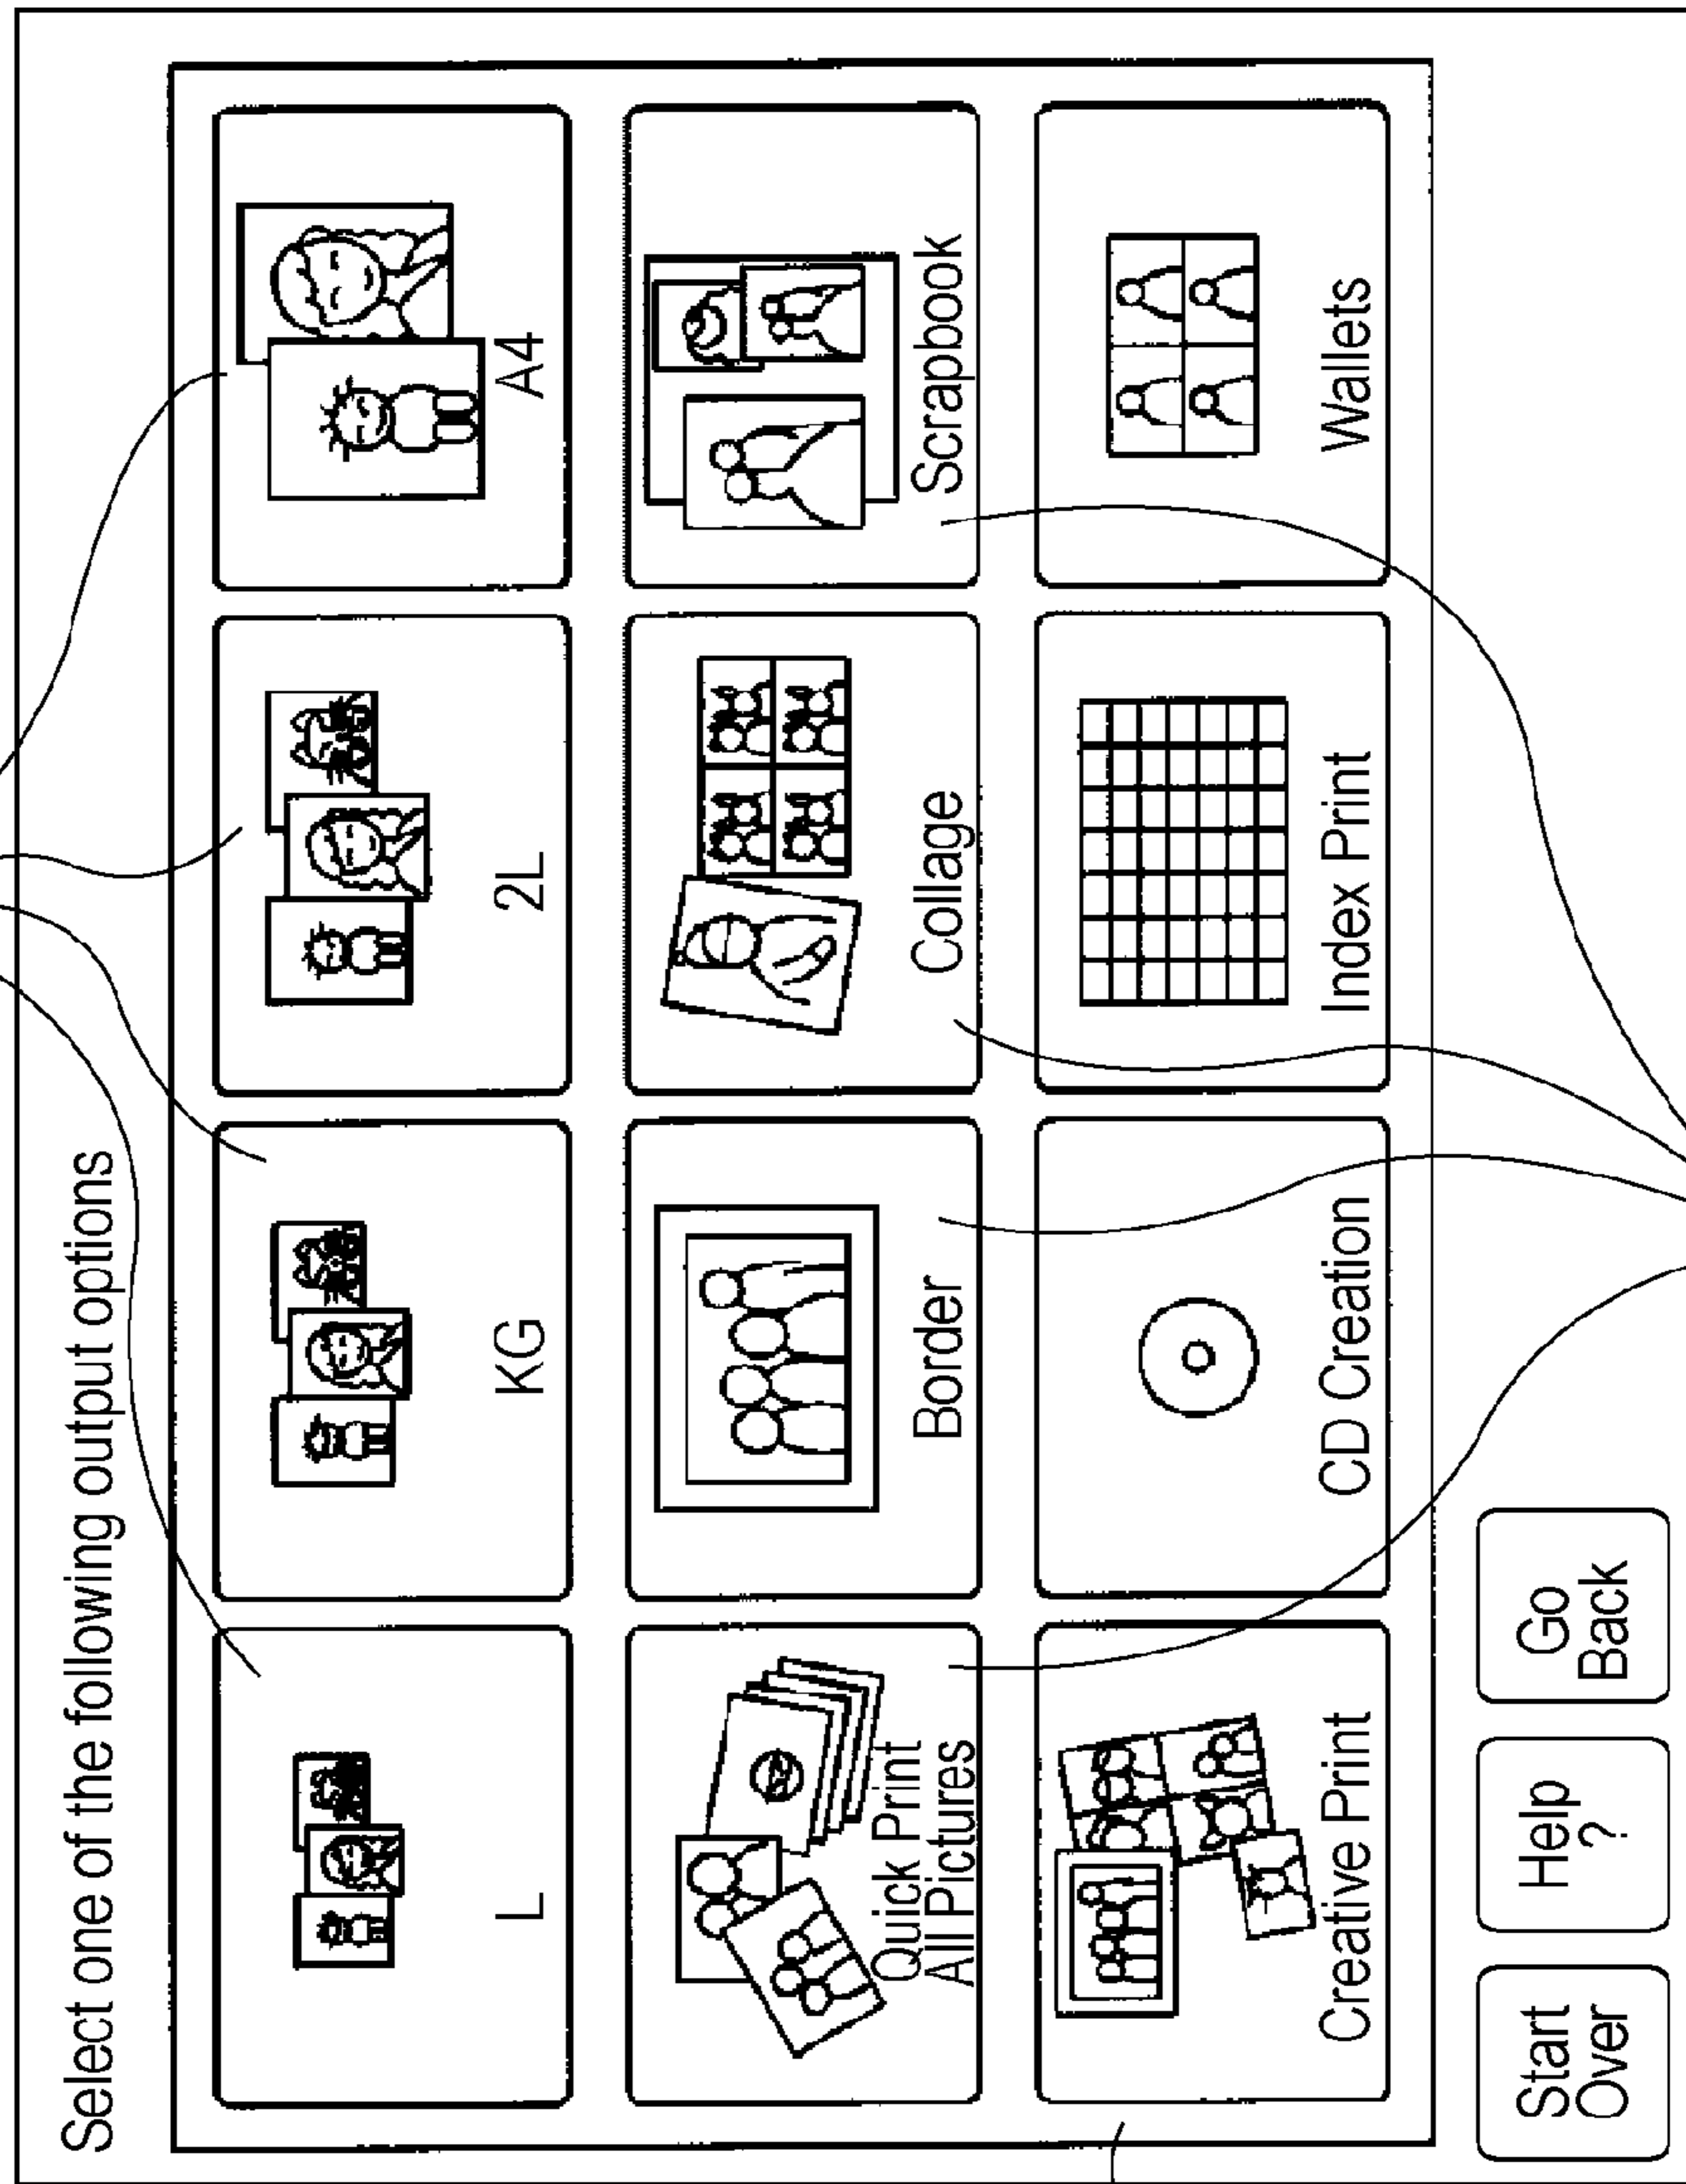 Select one of the following output options
L
KG
2L
A4
Quick Print
All Pictures
Border
Collage
Scrapbook
Creative Print
CD Creation
Index Print
Wallets
Start
Over
Help
?
Go
Back